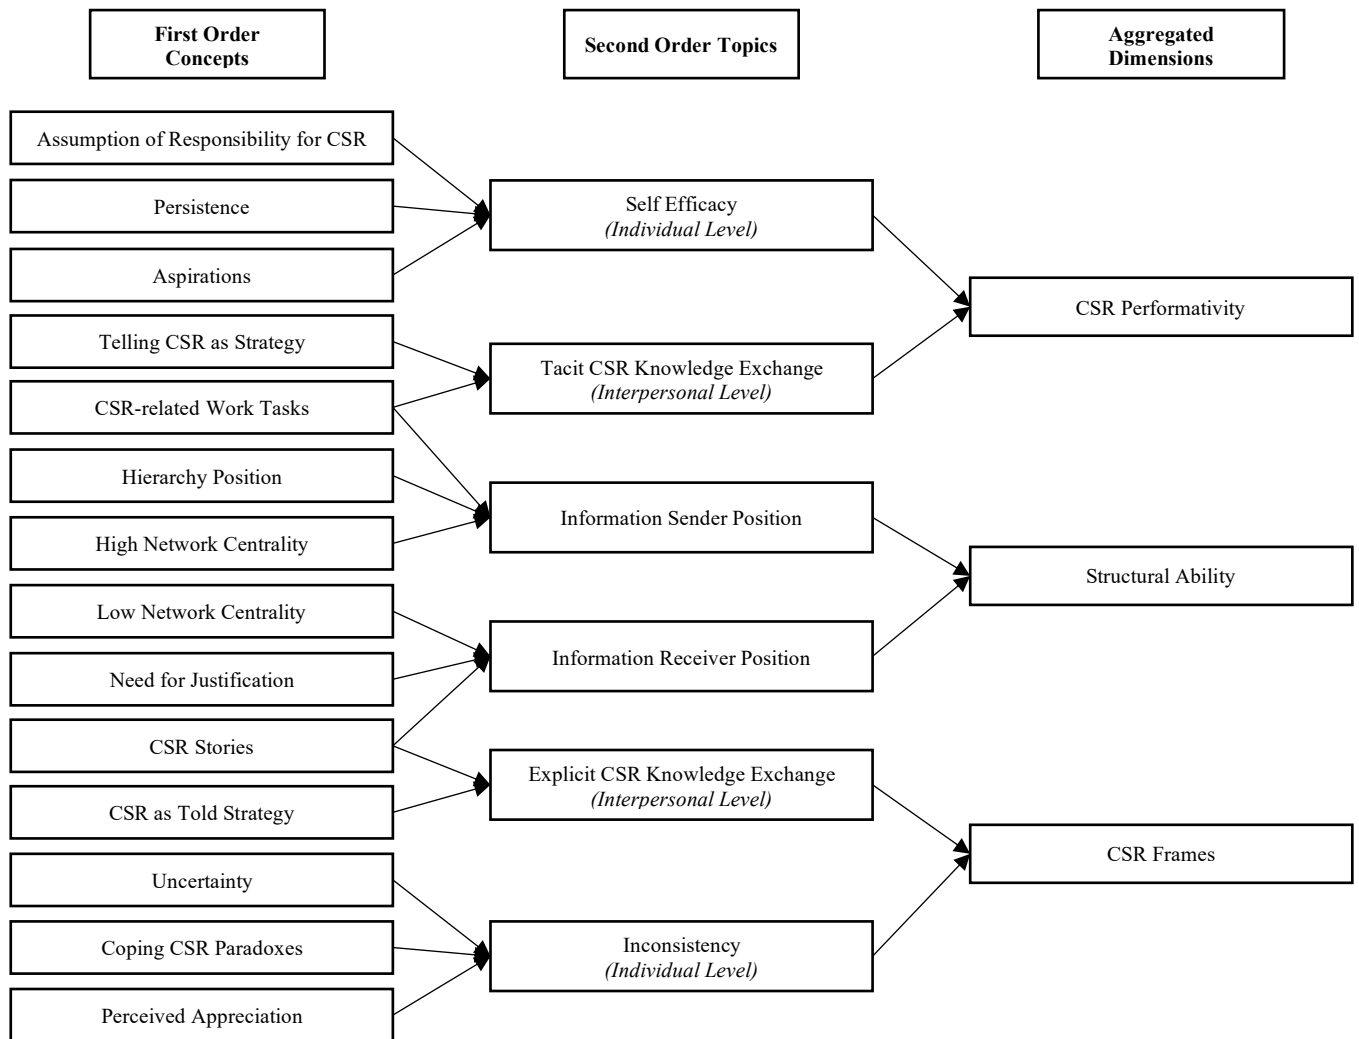 First Order
Concepts
Second Order Topics
Aggregated
Dimensions
Assumption of Responsibility for CSR
Persistence
Aspirations
Telling CSR as Strategy
CSR-related Work Tasks
Hierarchy Position
High Network Centrality
Low Network Centrality
Need for Justification
CSR Stories
CSR as Told Strategy
Uncertainty
Coping CSR Paradoxes
Perceived Appreciation
Self Efficacy
(Individual Level)
Tacit CSR Knowledge Exchange
(Interpersonal Level)
Information Sender Position
Information Receiver Position
Explicit CSR Knowledge Exchange
(Interpersonal Level)
Inconsistency
(Individual Level)
CSR Performativity
Structural Ability
CSR Frames